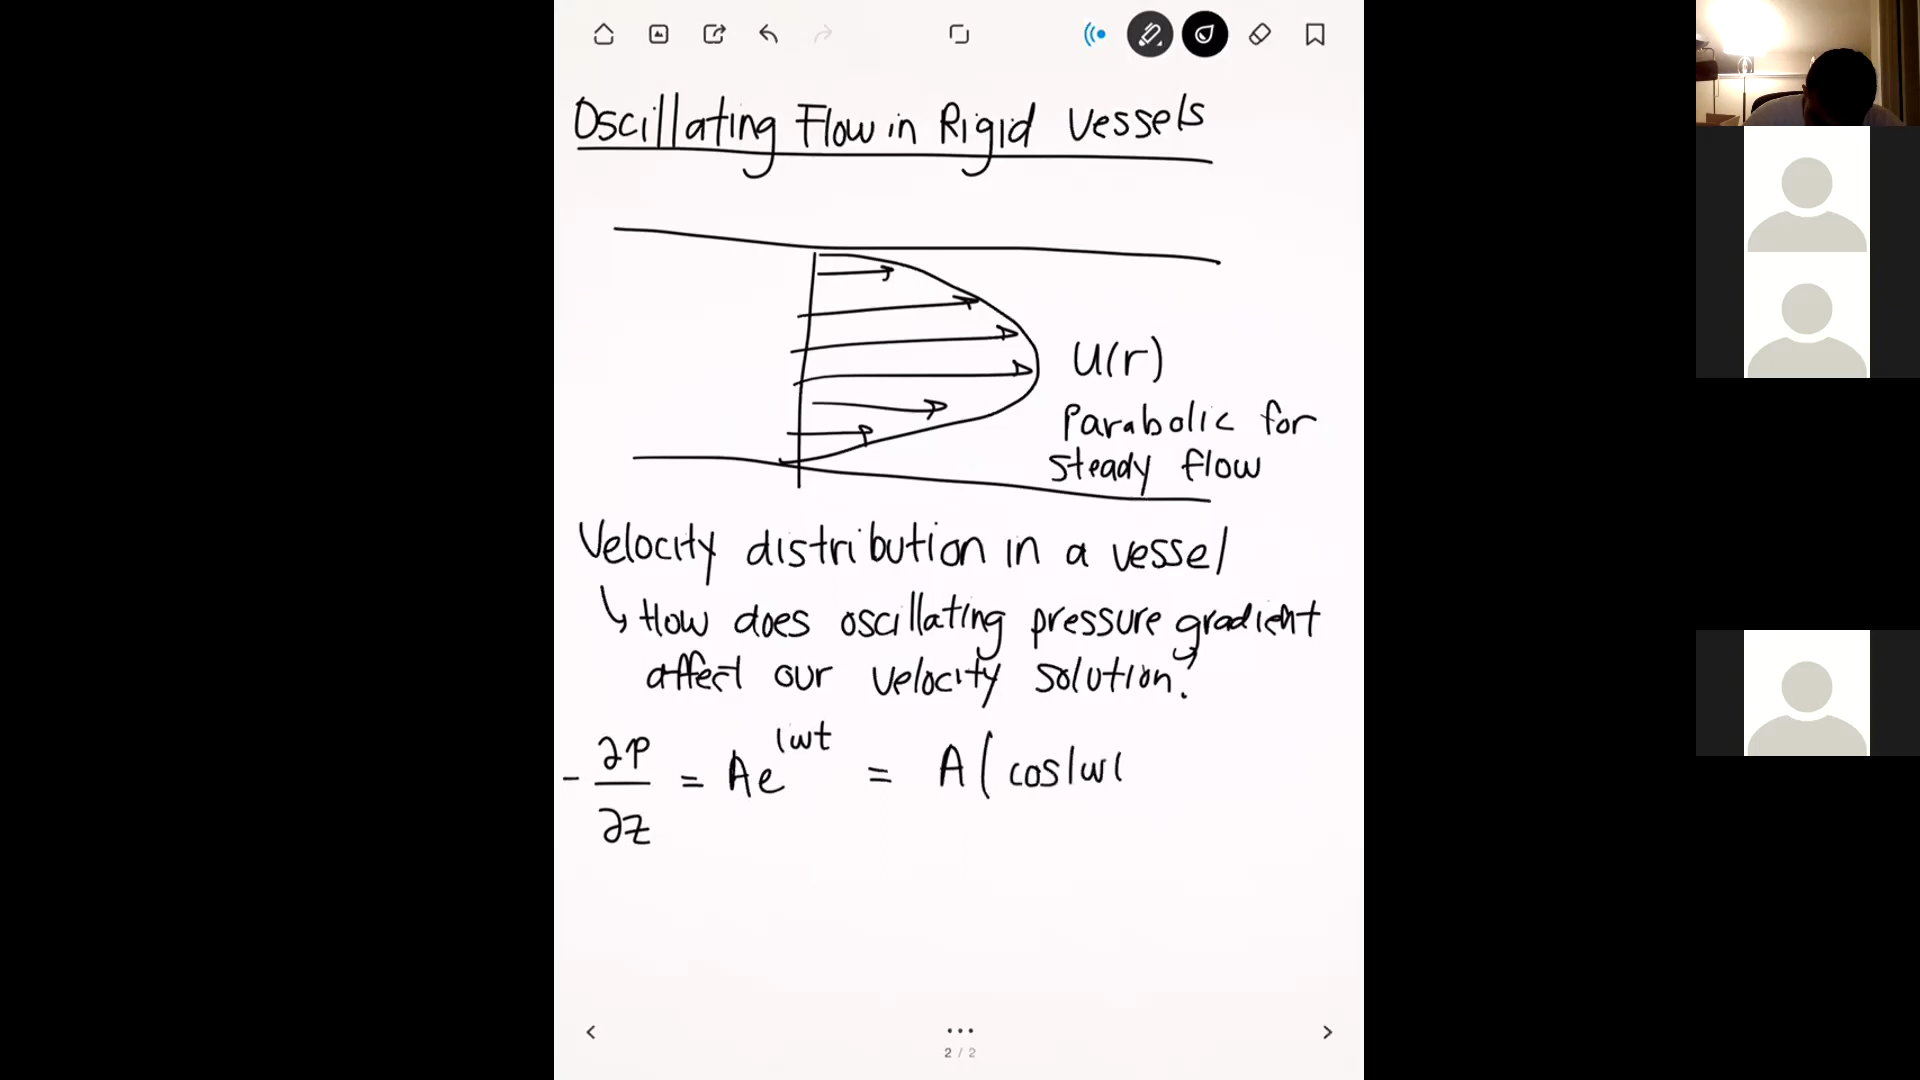 Oscillating Flow in Rigid Vessels
U(r)
Parabolic for
steady flow
Velocity distribution in a vessel
↳ How does oscillating pressure gradient
affect our velocity solution?
- ∂P/∂z = Ae^iωt = A( cos(ω(
2 / 2